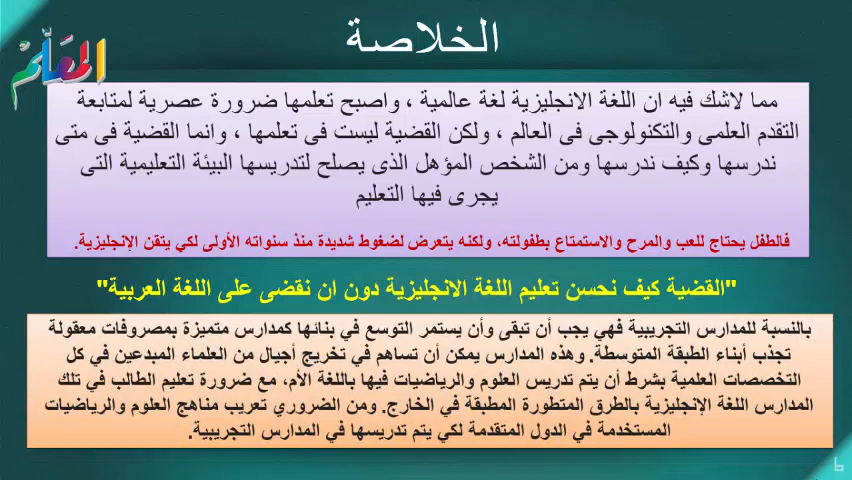 الخلاصة
المعلم
مما لاشك فيه ان اللغة الانجليزية لغة عالمية ، واصبح تعلمها ضرورة عصرية لمتابعة
التقدم العلمى والتكنولوجى فى العالم ، ولكن القضية ليست فى تعلمها ، وانما القضية فى متى
ندرسها وكيف ندرسها ومن الشخص المؤهل الذى يصلح لتدريسها البيئة التعليمية التى
يجرى فيها التعليم
فالطفل يحتاج للعب والمرح والاستمتاع بطفولته، ولكنه يتعرض لضغوط شديدة منذ سنواته الأولى لكي يتقن الإنجليزية.
"القضية كيف نحسن تعليم اللغة الانجليزية دون ان نقضى على اللغة العربية"
بالنسبة للمدارس التجريبية فهي يجب أن تبقى وأن يستمر التوسع في بنائها كمدارس متميزة بمصروفات معقولة
تجذب أبناء الطبقة المتوسطة. وهذه المدارس يمكن أن تساهم في تخريج أجيال من العلماء المبدعين في كل
التخصصات العلمية بشرط أن يتم تدريس العلوم والرياضيات فيها باللغة الأم، مع ضرورة تعليم الطالب في تلك
المدارس اللغة الإنجليزية بالطرق المتطورة المطبقة في الخارج. ومن الضروري تعريب مناهج العلوم والرياضيات
المستخدمة في الدول المتقدمة لكي يتم تدريسها في المدارس التجريبية.